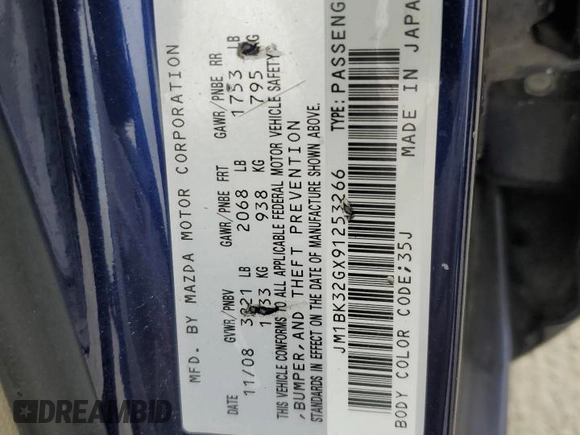 MFD. BY MAZDA MOTOR CORPORATION
DATE GVWR/PNBV GAWR/PNBE FRT GAWR/PNBE RR
11/08 3821 LB 2068 LB 1753 LB
1733 KG 938 KG 795 KG
THIS VEHICLE CONFORMS TO ALL APPLICABLE FEDERAL MOTOR VEHICLE SAFETY
,BUMPER,AND THEFT PREVENTION
STANDARDS IN EFFECT ON THE DATE OF MANUFACTURE SHOWN ABOVE.
JM1BK32GX91253266 TYPE: PASSENG
BODY COLOR CODE;35J MADE IN JAPA
DREAMBID